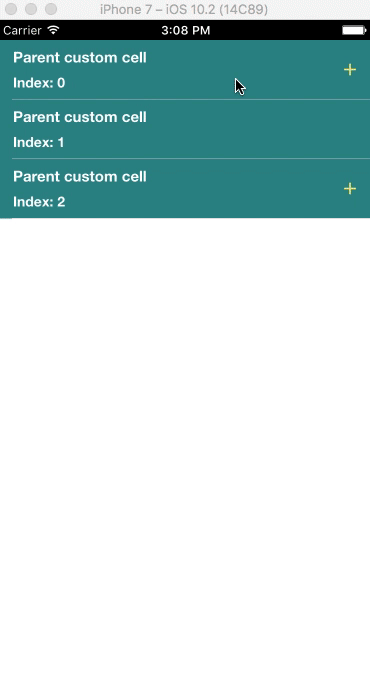 iPhone 7 – iOS 10.2 (14C89)
Carrier 3:08 PM
Parent custom cell
Index: 0
+
Parent custom cell
Index: 1
Parent custom cell
Index: 2
+